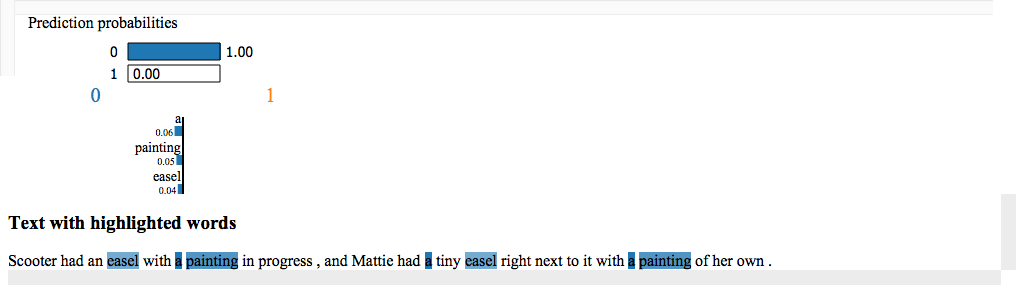 Prediction probabilities
0 1.00
1 0.00
0 1
a
0.06
painting
0.05
easel
0.04
Text with highlighted words
Scooter had an easel with a painting in progress , and Mattie had a tiny easel right next to it with a painting of her own .